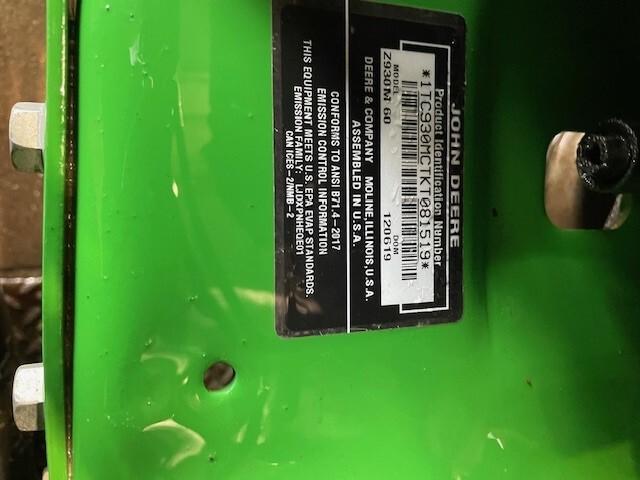 JOHN DEERE
Product Identification Number
*1TC930MCTKT081519*
MODEL DOM
Z930M 60 120619
DEERE & COMPANY MOLINE, ILLINOIS, U.S.A.
ASSEMBLED IN U.S.A.
CONFORMS TO ANSI B71.4-2017
EMISSION CONTROL INFORMATION
THIS EQUIPMENT MEETS U.S. EPA EVAP STANDARDS.
EMISSION FAMILY: LJDXPNHEQE01
CAN ICES-2/NMB-2